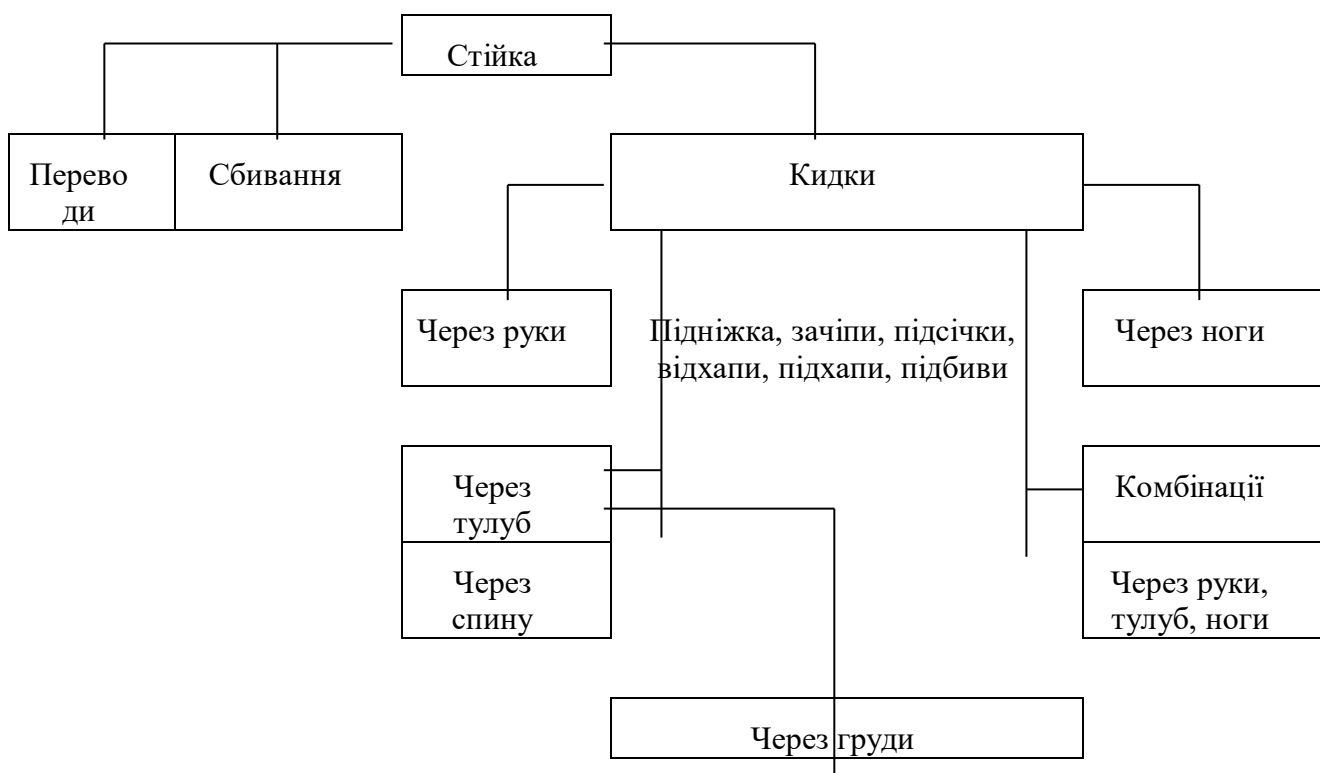 Стійка
Перево
ди
Сбивання
Кидки
Через руки
Підніжка, зачіпи, підсічки,
відхапи, підхапи, підбиви
Через ноги
Через
тулуб
Комбінації
Через
спину
Через руки,
тулуб, ноги
Через груди